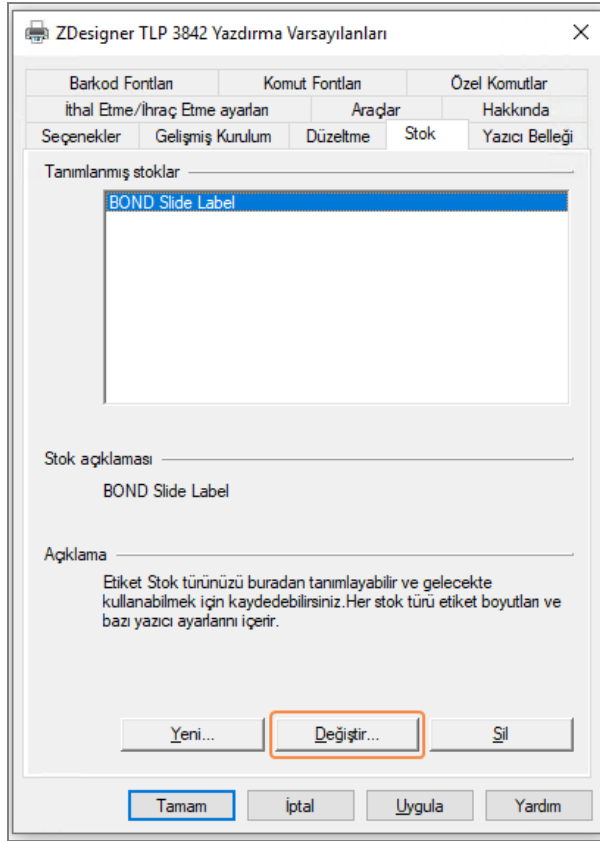 ZDesigner TLP 3842 Yazdırma Varsayılanları
Barkod Fontları Komut Fontları Özel Komutlar
İthal Etme/İhraç Etme ayarları Araçlar Hakkında
Seçenekler Gelişmiş Kurulum Düzeltme Stok Yazıcı Belleği
Tanımlanmış stoklar
BOND Slide Label
Stok açıklaması
BOND Slide Label
Açıklama
Etiket Stok türünüzü buradan tanımlayabilir ve gelecekte
kullanabilmek için kaydedebilirsiniz.Her stok türü etiket boyutları ve
bazı yazıcı ayarlarını içerir.
Yeni... Değiştir... Sil
Tamam İptal Uygula Yardım